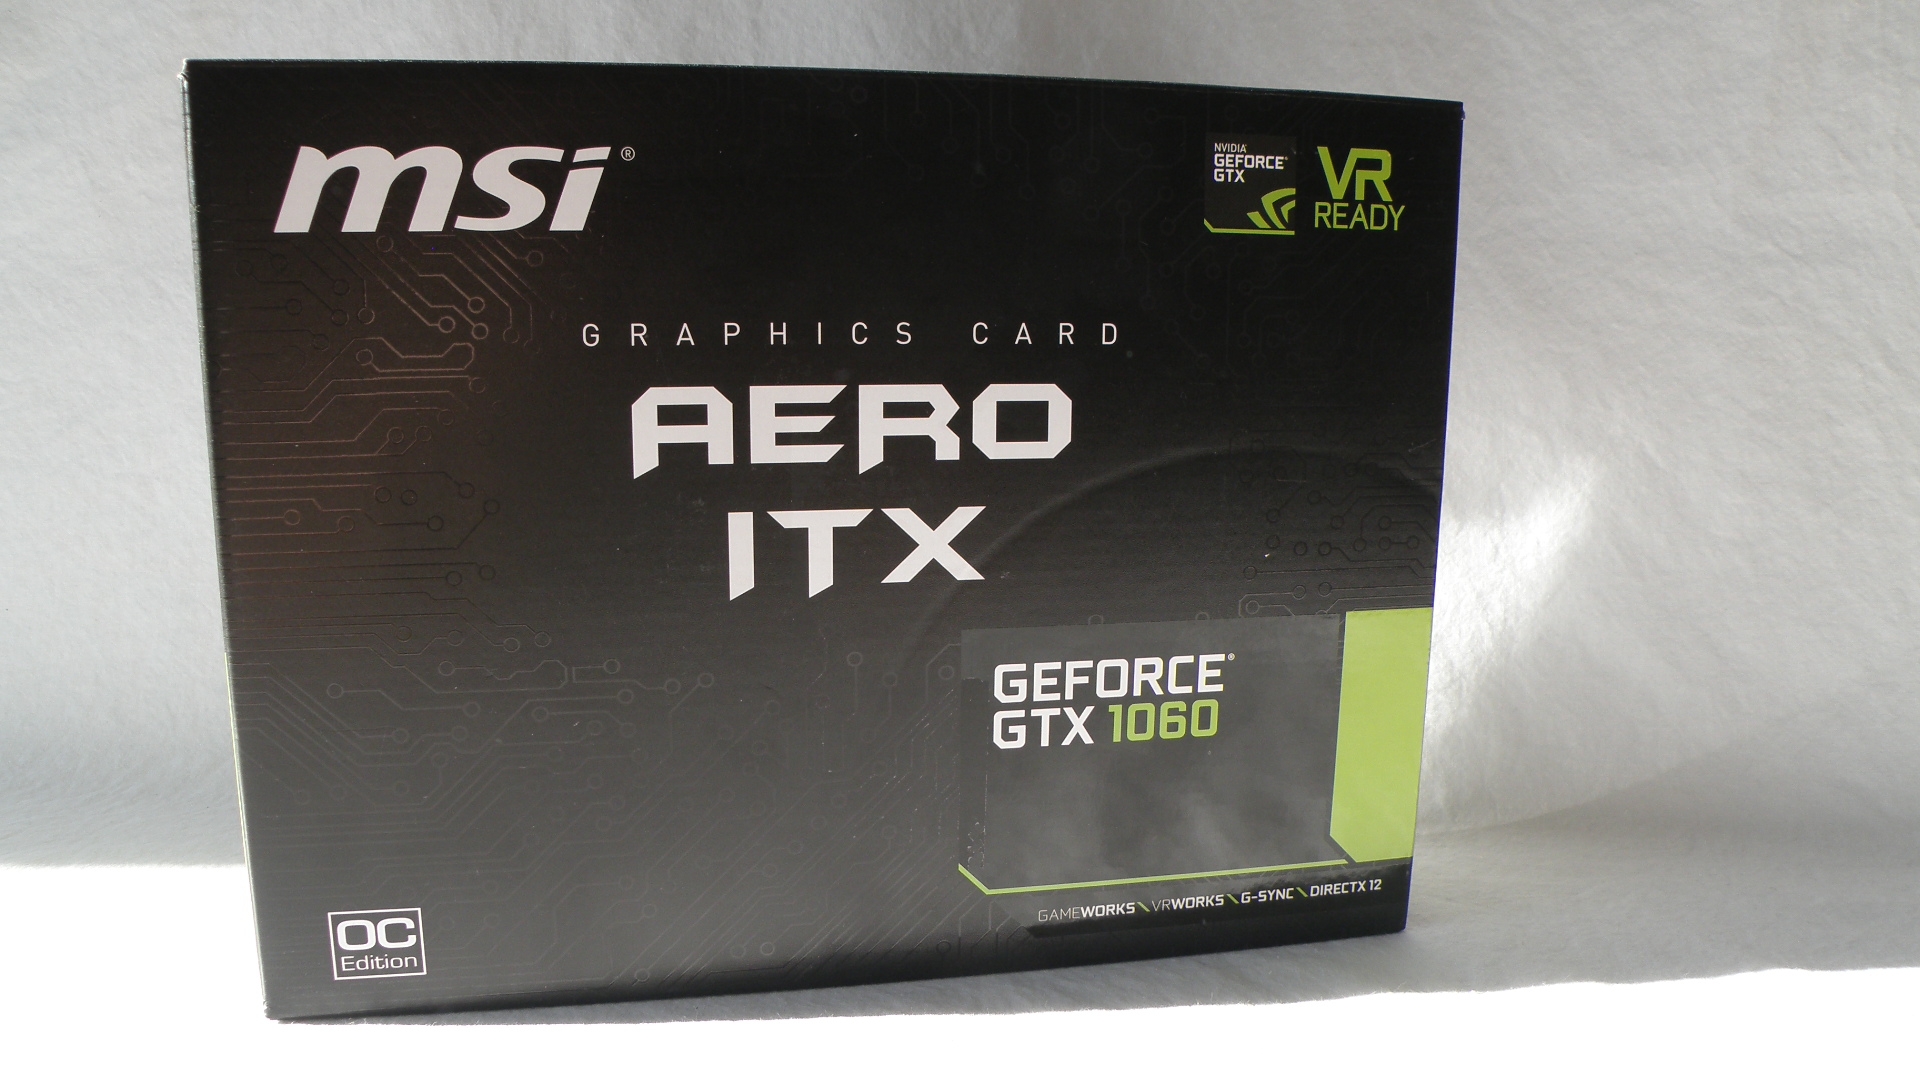 msi®
NVIDIA
GEFORCE®
GTX
VR
READY
GRAPHICS CARD
AERO
ITX
GEFORCE®
GTX 1060
GAMEWORKS \ VRWORKS \ G-SYNC \ DIRECTX 12
OC
Edition